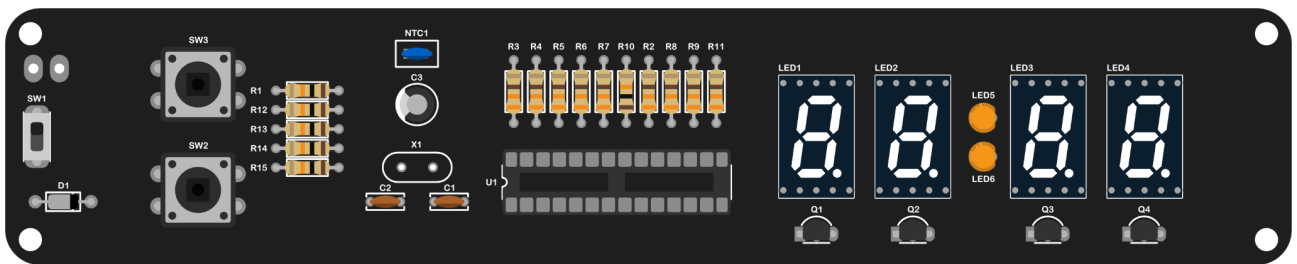 SW3
NTC1
R3 R4 R5 R6 R7 R10 R2 R8 R9 R11
LED1
LED2
LED3
LED4
C3
R1
SW1
LED5
R12
R13
SW2
R14
X1
R15
U1
LED6
D1
C2
C1
Q1
Q2
Q3
Q4